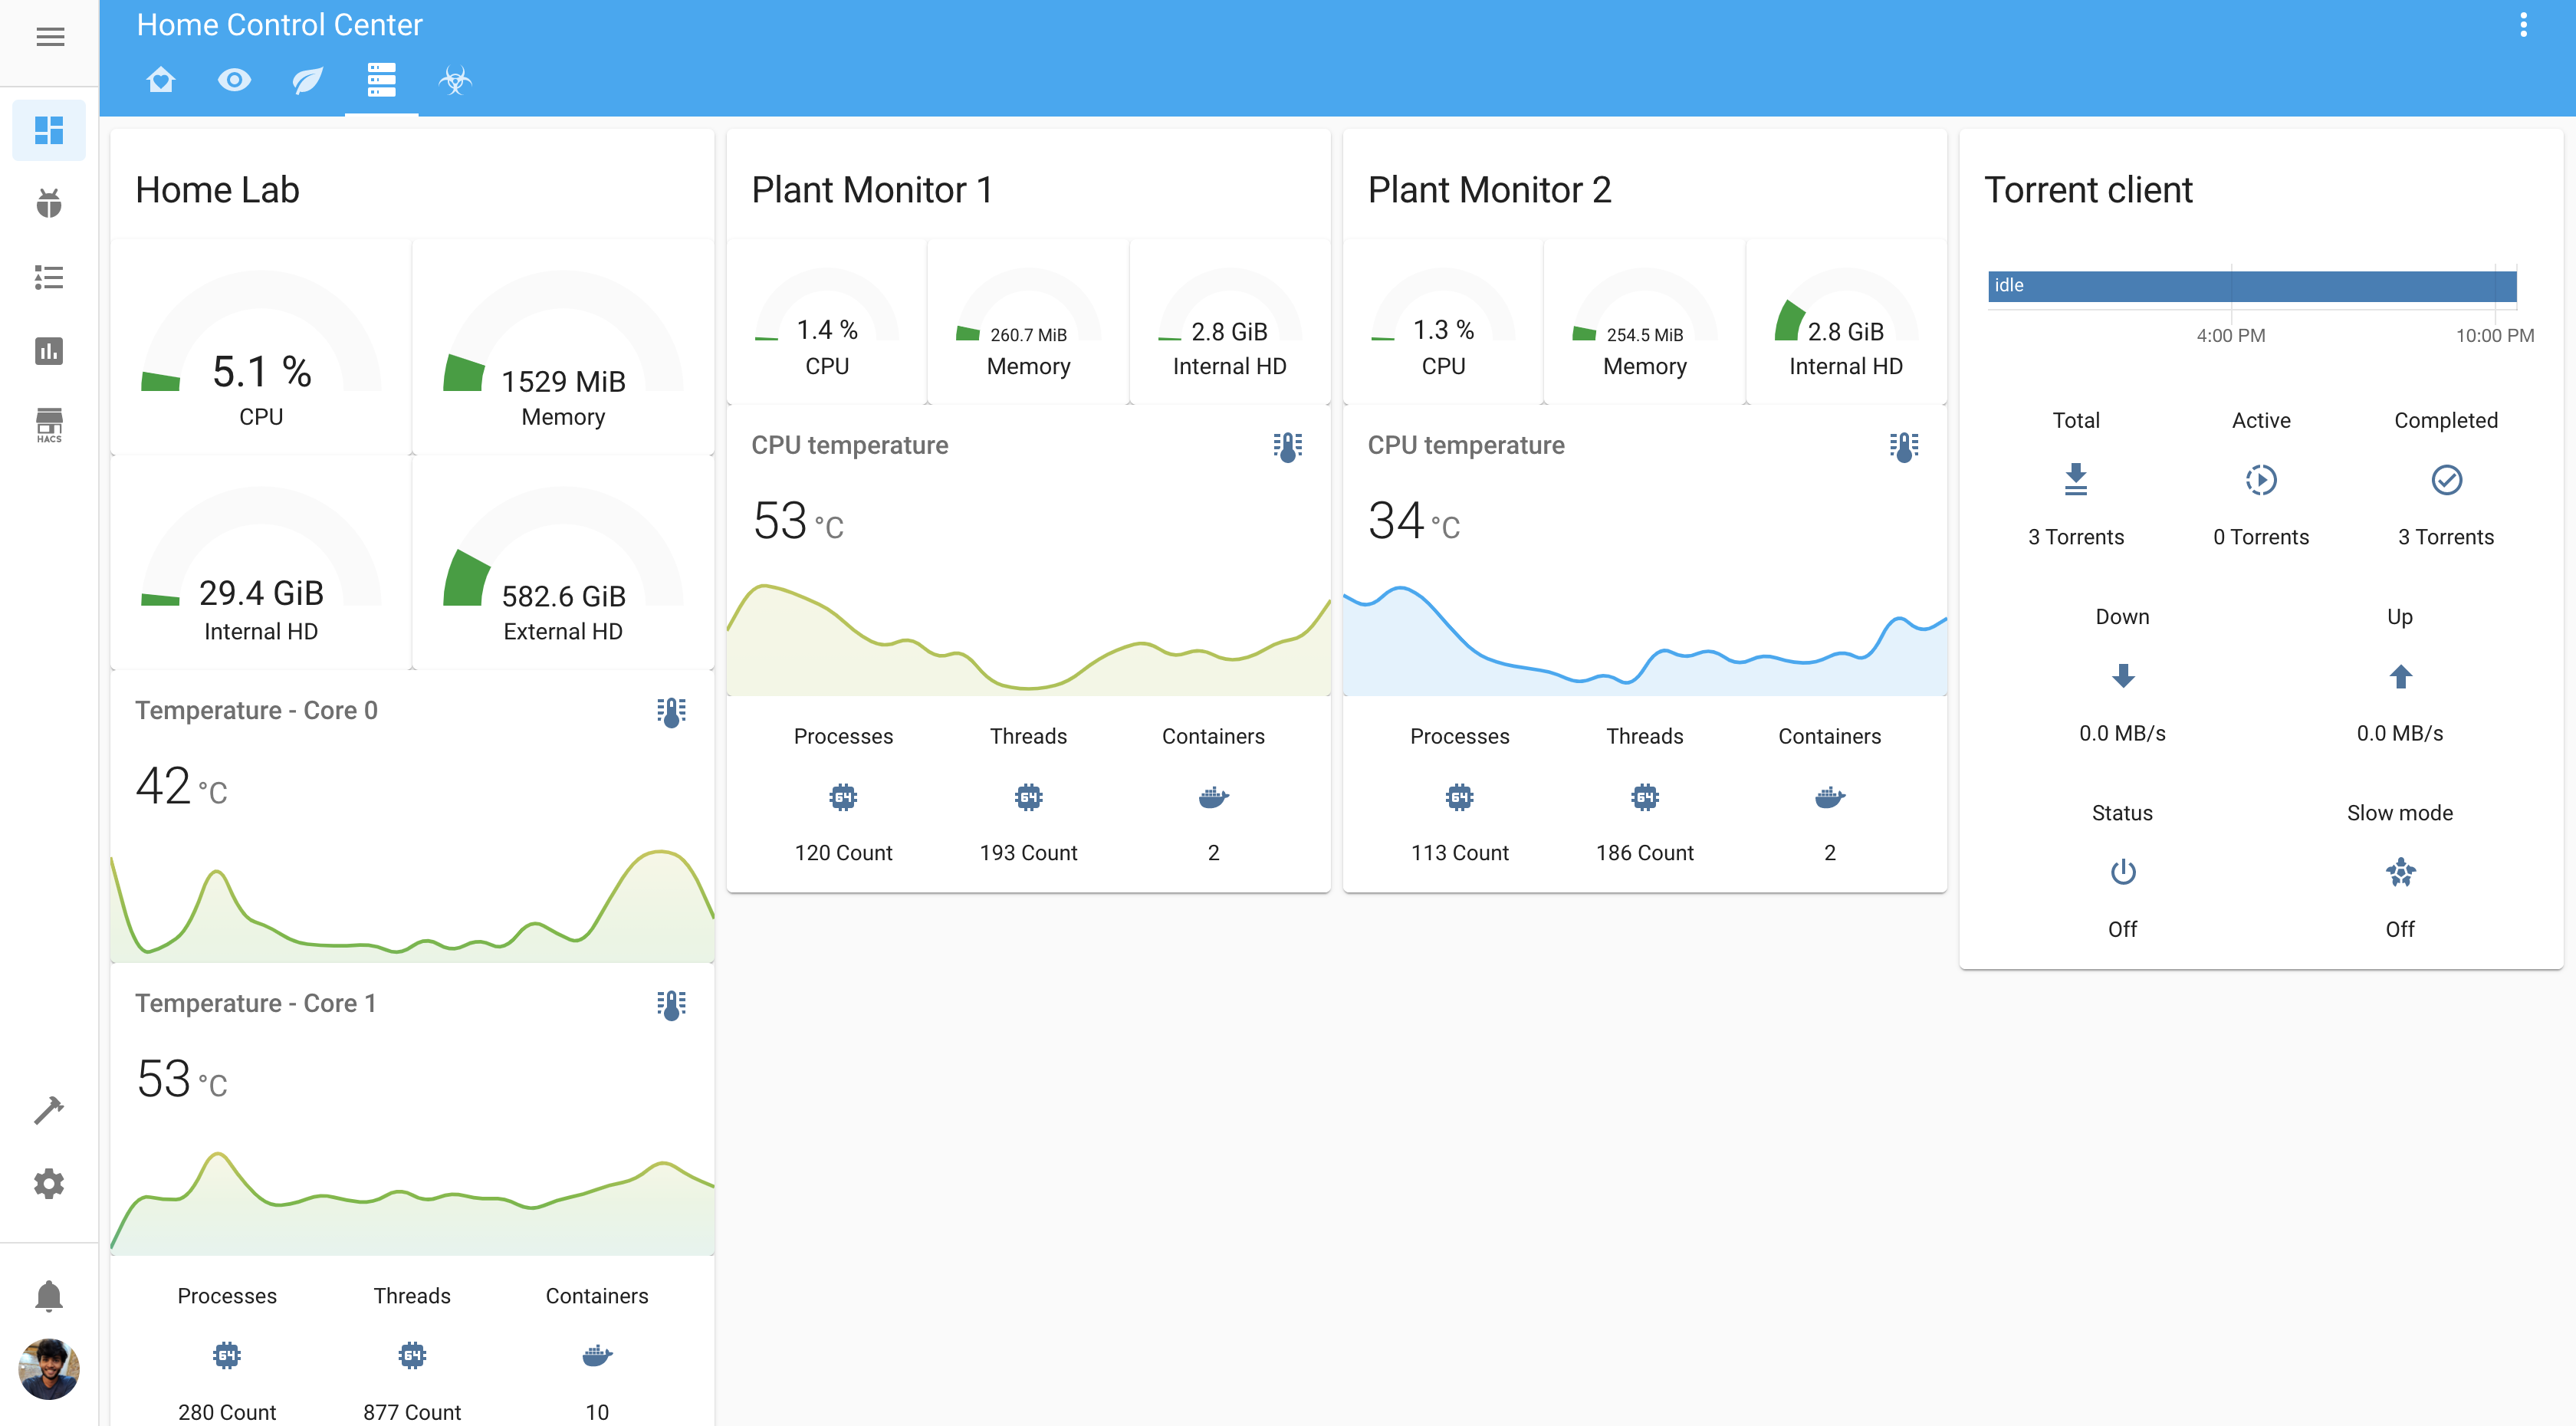 Home Control Center
HACS
Home Lab
5.1 %
CPU
1529 MiB
Memory
29.4 GiB
Internal HD
582.6 GiB
External HD
Temperature - Core 0
42 °C
Temperature - Core 1
53 °C
Processes Threads Containers
64 64
280 Count 877 Count 10
Plant Monitor 1
1.4 %
CPU
260.7 MiB
Memory
2.8 GiB
Internal HD
CPU temperature
53 °C
Processes Threads Containers
64 64
120 Count 193 Count 2
Plant Monitor 2
1.3 %
CPU
254.5 MiB
Memory
2.8 GiB
Internal HD
CPU temperature
34 °C
Processes Threads Containers
64 64
113 Count 186 Count 2
Torrent client
idle
4:00 PM 10:00 PM
Total Active Completed
3 Torrents 0 Torrents 3 Torrents
Down Up
0.0 MB/s 0.0 MB/s
Status Slow mode
Off Off